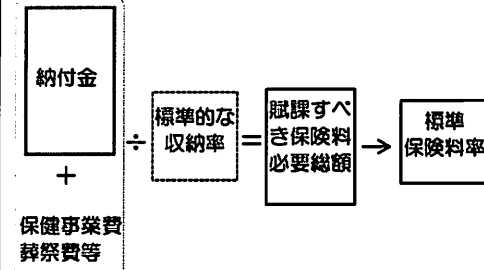 納付金
+
保健事業費
葬祭費等
÷
標準的な
収納率
=
賦課すべ
き保険料
必要総額
→
標準
保険料率